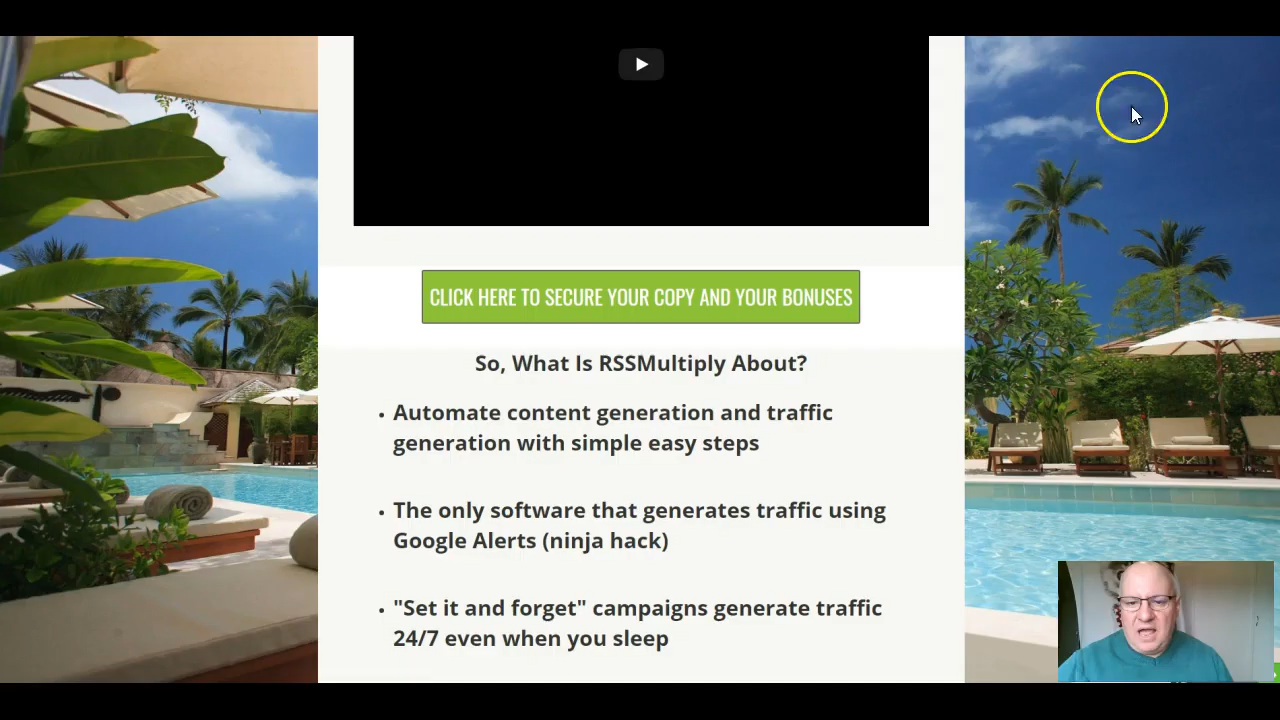 CLICK HERE TO SECURE YOUR COPY AND YOUR BONUSES
So, What Is RSSMultiply About?
• Automate content generation and traffic
generation with simple easy steps
• The only software that generates traffic using
Google Alerts (ninja hack)
• "Set it and forget" campaigns generate traffic
24/7 even when you sleep